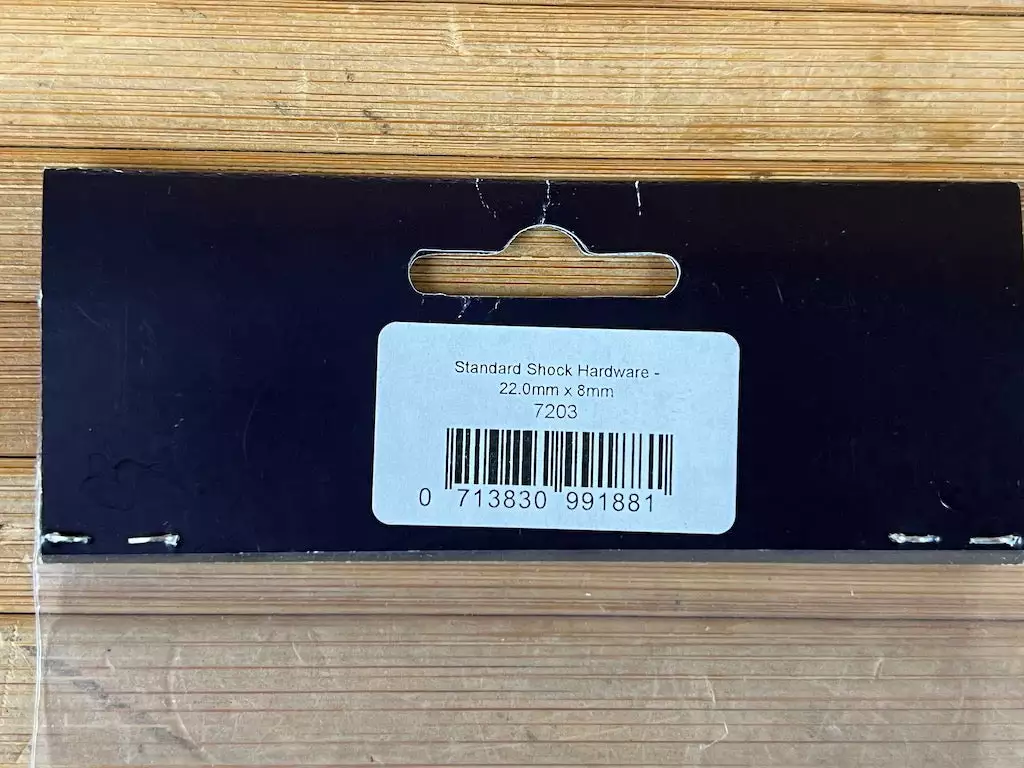 Standard Shock Hardware -
22.0mm x 8mm
7203
0 713830 991881